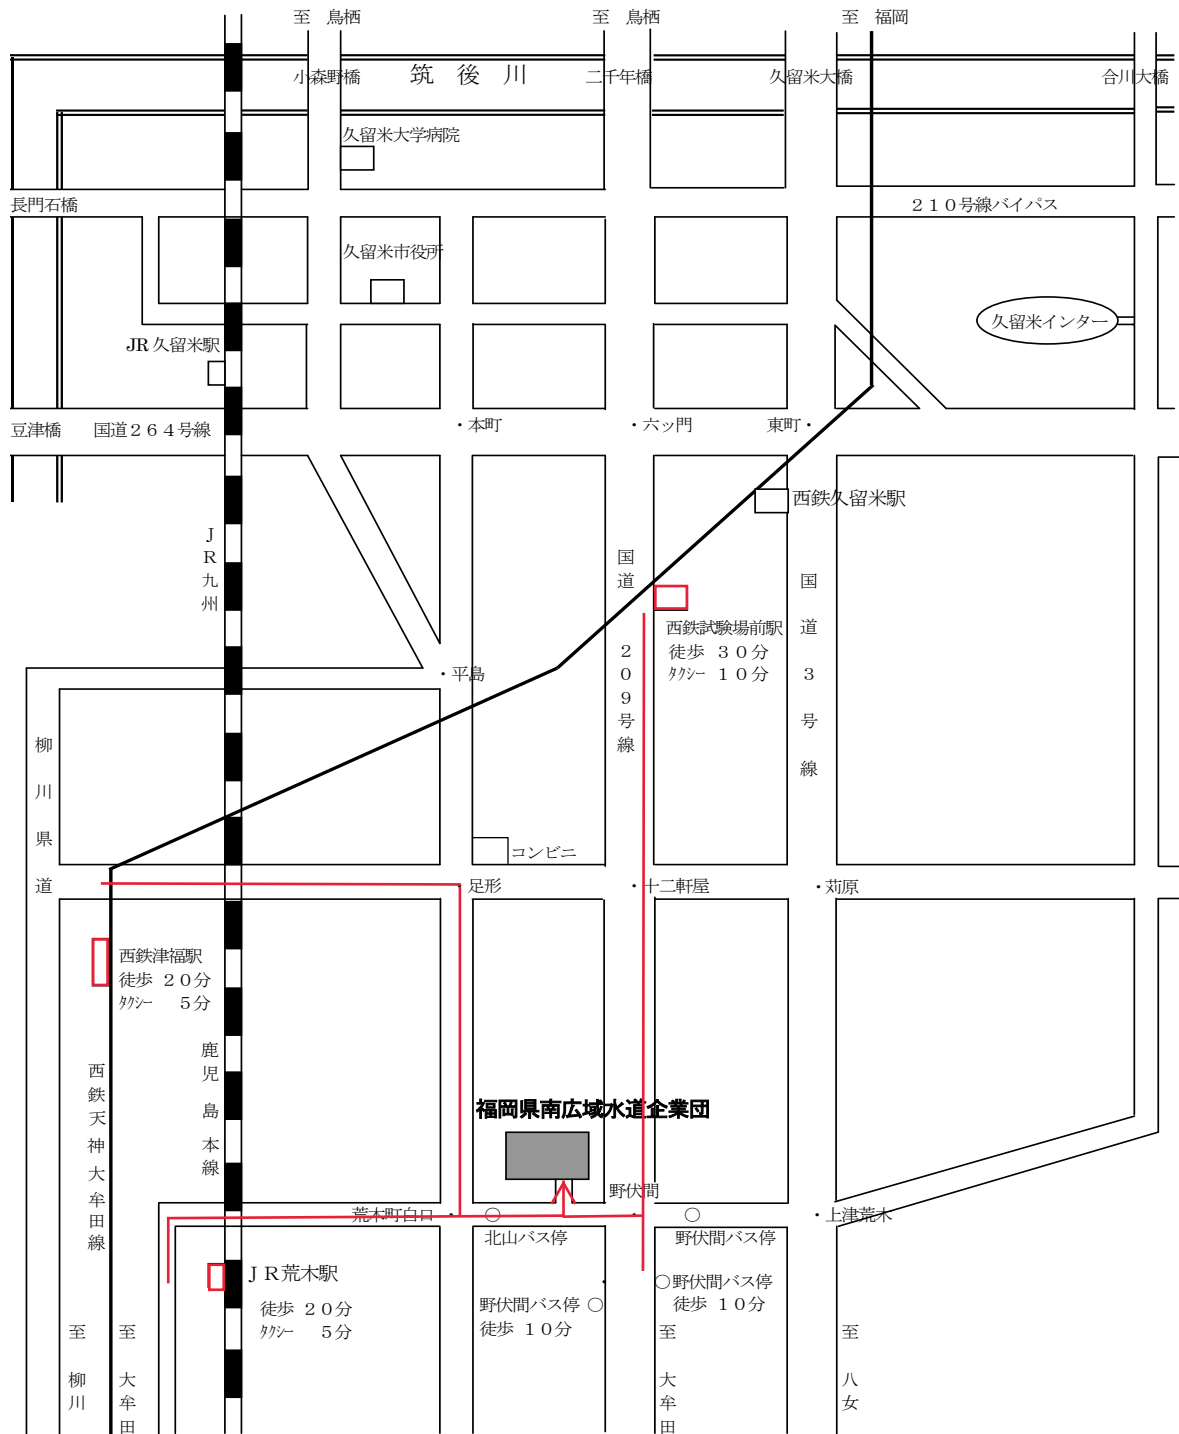 至　鳥栖
至　鳥栖
至　福岡
小森野橋
筑　後　川
二千年橋
久留米大橋
合川大橋
久留米大学病院
長門石橋
２１０号線バイパス
久留米市役所
久留米インター
JR 久留米駅
豆津橋
国道２６４号線
・本町
・六ッ門
東町・
西鉄久留米駅
ＪＲ九州
国道　２０９号線
国道３号線
西鉄試験場前駅
徒歩 ３０分
ﾀｸｼｰ １０分
・平島
柳川県道
コンビニ
・足形
・十二軒屋
・苅原
西鉄津福駅
徒歩 ２０分
ﾀｸｼｰ　５分
西鉄天神大牟田線
鹿児島本線
福岡県南広域水道企業団
野伏間
荒木町白口 ・
○
・
○
・上津荒木
北山バス停
野伏間バス停
ＪＲ荒木駅
徒歩 ２０分
ﾀｸｼｰ　５分
野伏間バス停 ○
徒歩 １０分
○野伏間バス停
徒歩 １０分
至　柳川
至　大牟田
至　大牟田
至　八女